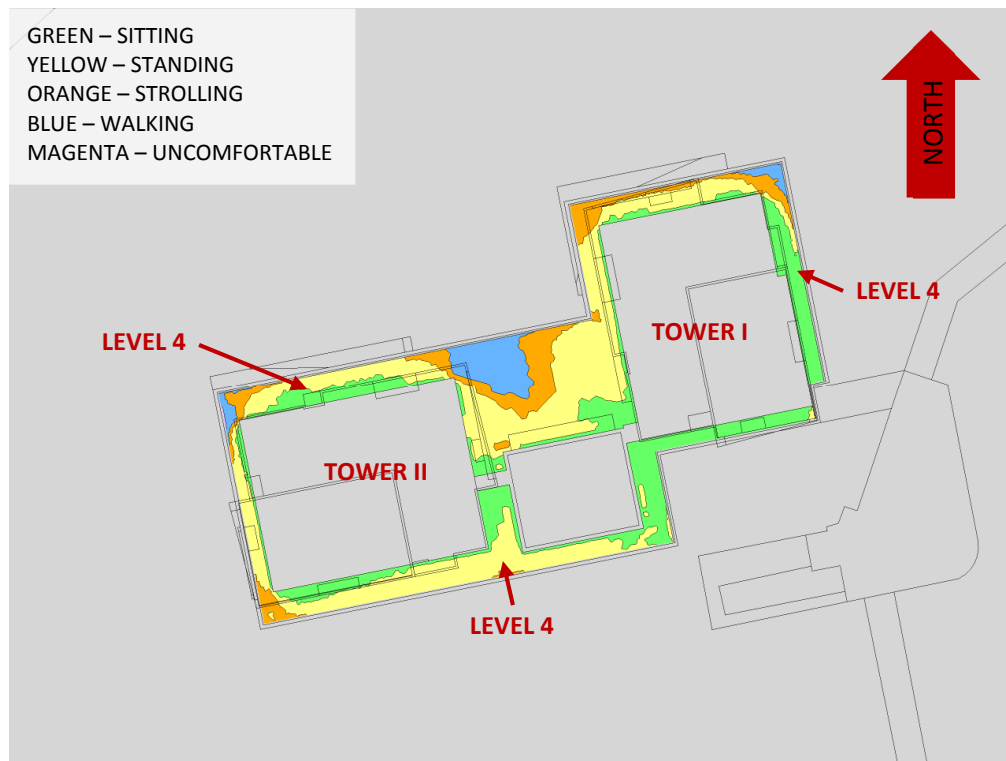 GREEN – SITTING
YELLOW – STANDING
ORANGE – STROLLING
BLUE – WALKING
MAGENTA – UNCOMFORTABLE
NORTH
LEVEL 4
TOWER I
LEVEL 4
TOWER II
LEVEL 4